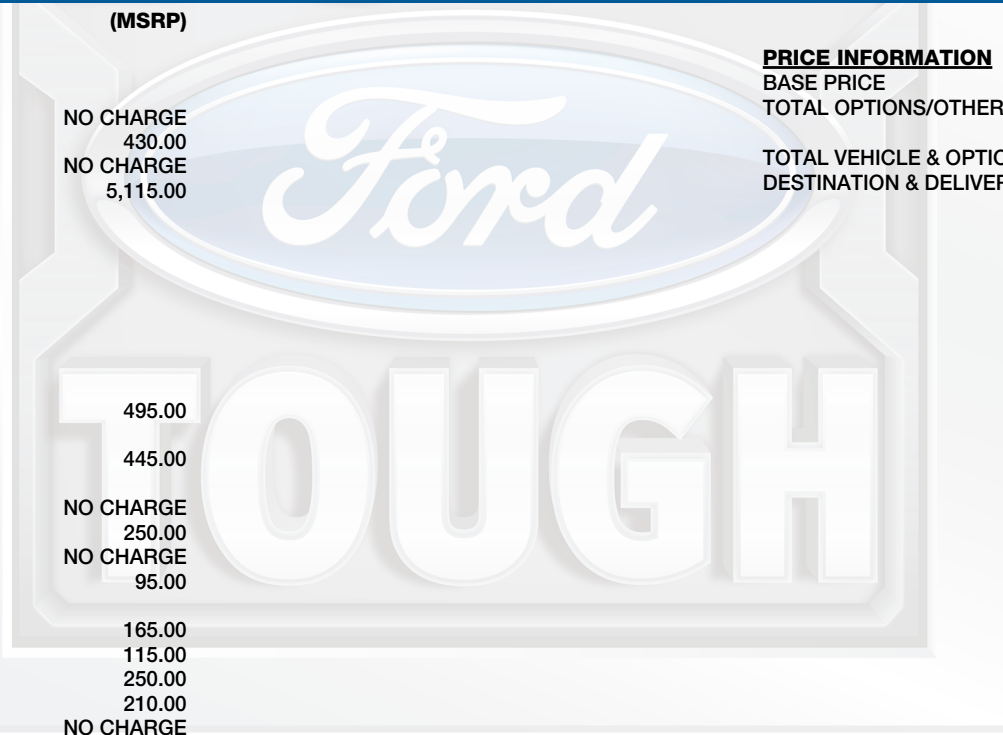 (MSRP)
NO CHARGE
430.00
NO CHARGE
5,115.00
495.00
445.00
NO CHARGE
250.00
NO CHARGE
95.00
165.00
115.00
250.00
210.00
NO CHARGE
PRICE INFORMATION
BASE PRICE
TOTAL OPTIONS/OTHER
TOTAL VEHICLE & OPTIO
DESTINATION & DELIVER
Ford
TOUGH